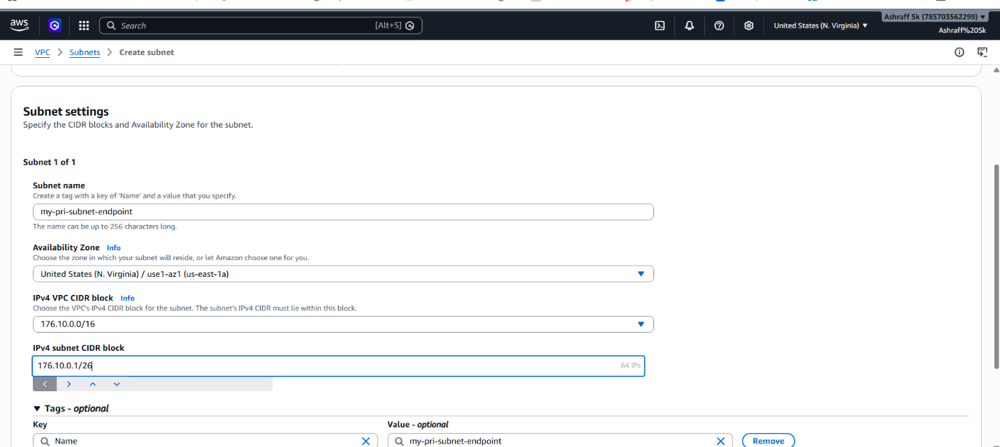 aws
Search [Alt+S]
United States (N. Virginia)
Ashraff Sk (785703562299)
Ashraff%20Sk
VPC Subnets Create subnet
Subnet settings
Specify the CIDR blocks and Availability Zone for the subnet.
Subnet 1 of 1
Subnet name
Create a tag with a key of 'Name' and a value that you specify.
my-pri-subnet-endpoint
The name can be up to 256 characters long.
Availability Zone Info
Choose the zone in which your subnet will reside, or let Amazon choose one for you.
United States (N. Virginia) / use1-az1 (us-east-1a)
IPv4 VPC CIDR block Info
Choose the VPC's IPv4 CIDR block for the subnet. The subnet's IPv4 CIDR must lie within this block.
176.10.0.0/16
IPv4 subnet CIDR block
176.10.0.1/26 64 IPs
Tags - optional
Key Value - optional
Name my-pri-subnet-endpoint Remove